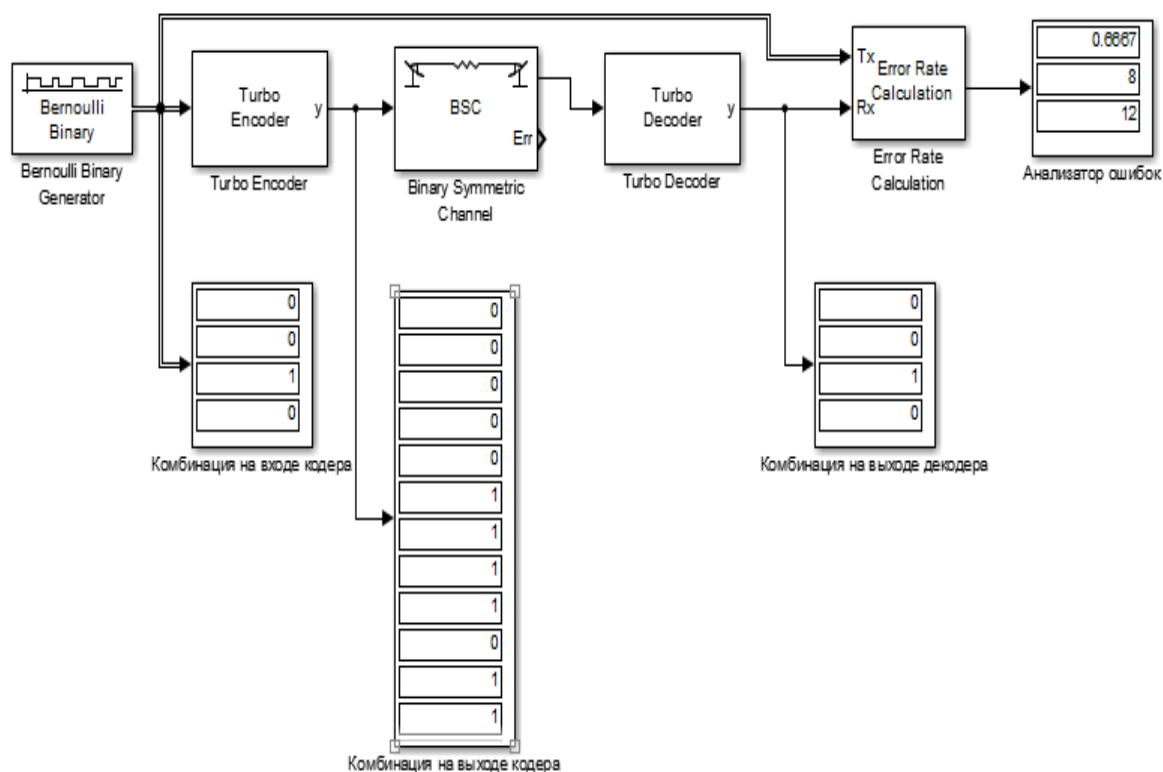 Bernoulli
Binary
Bernoulli Binary
Generator
Turbo
Encoder
y
Turbo Encoder
BSC
Err
Binary Symmetric
Channel
Turbo
Decoder
y
Turbo Decoder
Tx
Rx
Error Rate
Calculation
Error Rate
Calculation
0.6667
8
12
Анализатор ошибок
0
0
1
0
Комбинация на входе кодера
0
0
0
0
0
1
1
1
1
0
1
1
Комбинация на выходе кодера
0
0
1
0
Комбинация на выходе декодера